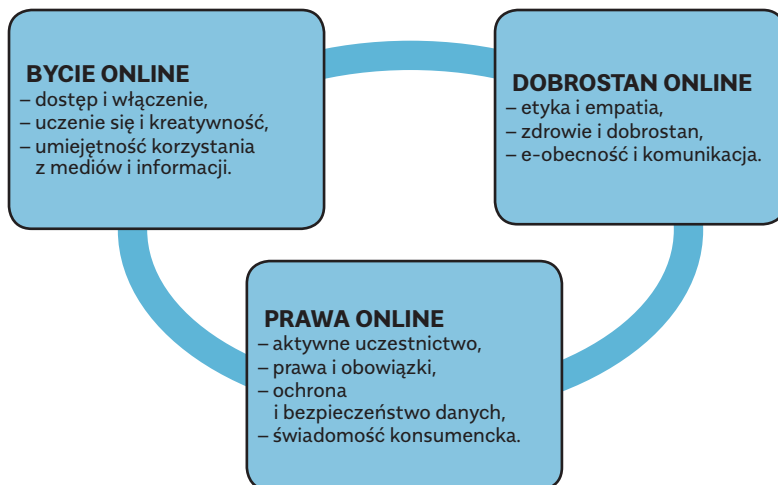 BYCIE ONLINE
– dostęp i włączenie,
– uczenie się i kreatywność,
– umiejętność korzystania
z mediów i informacji.
DOBROSTAN ONLINE
– etyka i empatia,
– zdrowie i dobrostan,
– e-obecność i komunikacja.
PRAWA ONLINE
– aktywne uczestnictwo,
– prawa i obowiązki,
– ochrona
i bezpieczeństwo danych,
– świadomość konsumencka.